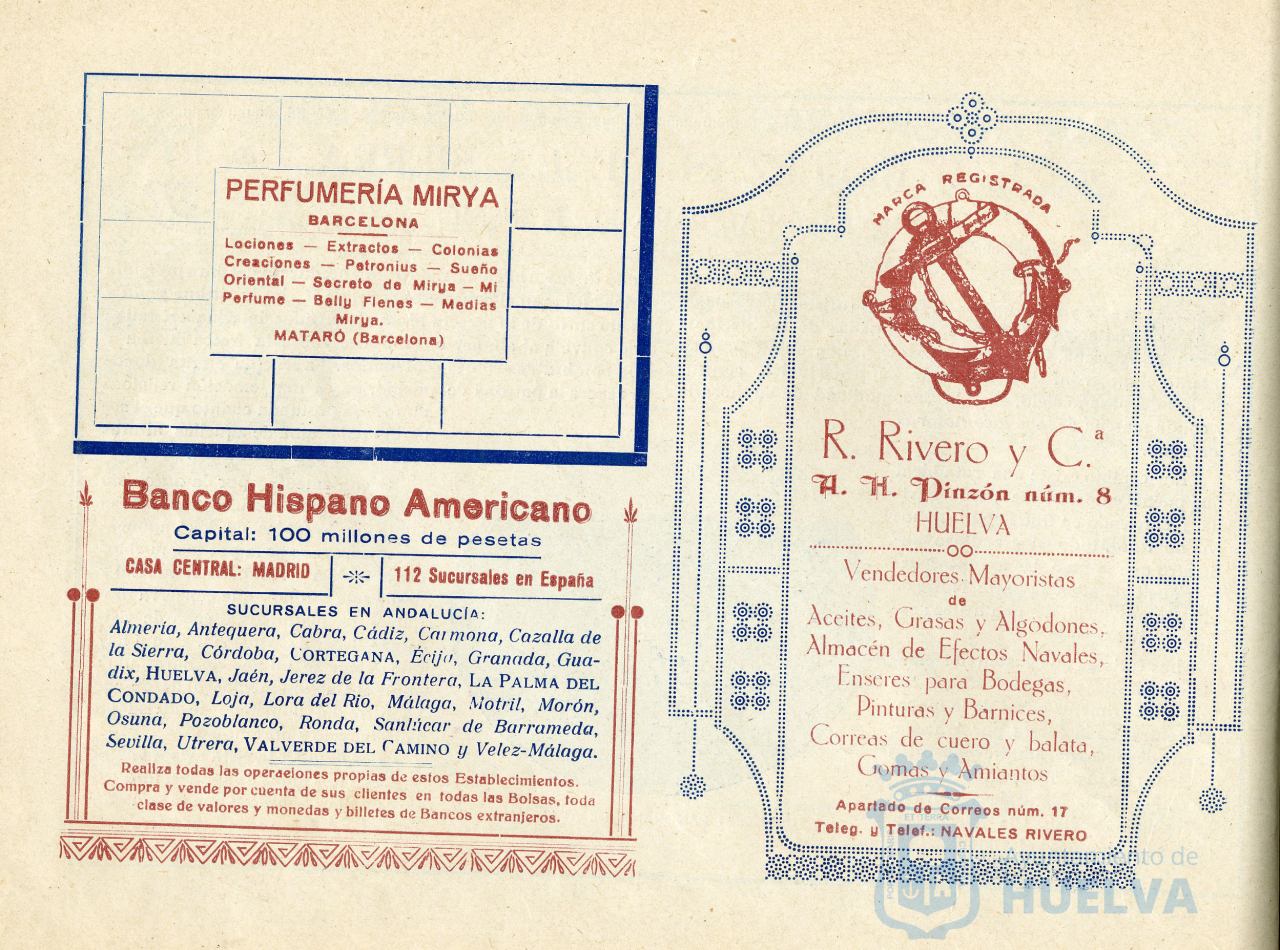 PERFUMERÍA MIRYA
BARCELONA
Lociones — Extractos — Colonias
Creaciones — Petronius — Sueño
Oriental — Secreto de Mirya — Mi
Perfume — Belly Flenes — Medias
Mirya.
MATARÓ (Barcelona)
Banco Hispano Americano
Capital: 100 millones de pesetas
CASA CENTRAL: MADRID
112 Sucursales en España
SUCURSALES EN ANDALUCÍA:
Almería, Antequera, Cabra, Cádiz, Carmona, Cazalla de
la Sierra, Córdoba, CORTEGANA, Écija, Granada, Gua-
dix, HUELVA, Jaén, Jerez de la Frontera, LA PALMA DEL
CONDADO, Loja, Lora del Rio, Málaga, Motril, Morón,
Osuna, Pozoblanco, Ronda, Sanlúcar de Barrameda,
Sevilla, Utrera, VALVERDE DEL CAMINO y Velez-Málaga.
Realiza todas las operaelones propias de estos Establecimientos.
Compra y vende por cuenta de sus clientes en todas las Bolsas, toda
clase de valores y monedas y billetes de Bancos extranjeros.
MARCA REGISTRADA
R. Rivero y C.ª
A. H. Pinzón núm. 8
HUELVA
Vendedores Mayoristas
de
Aceites, Grasas y Algodones,
Almacén de Efectos Navales,
Enseres para Bodegas,
Pinturas y Barnices,
Correas de cuero y balata,
Gomas y Amiantos
Apartado de Correos núm. 17
Teleg. y Telef.: NAVALES RIVERO
ET TERRA
Ayuntamiento de
HUELVA